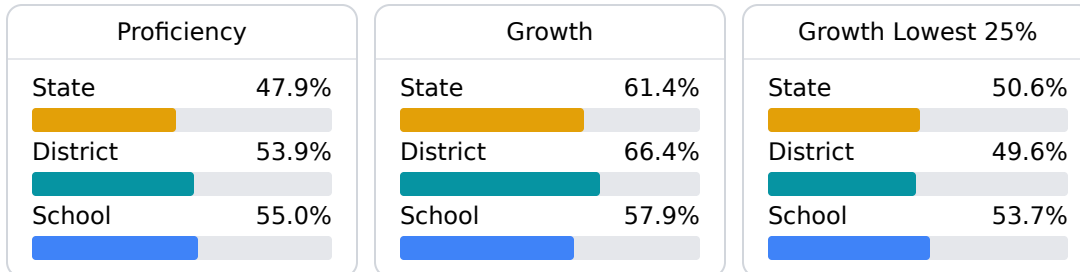 Proficiency
State 47.9%
District 53.9%
School 55.0%
Growth
State 61.4%
District 66.4%
School 57.9%
Growth Lowest 25%
State 50.6%
District 49.6%
School 53.7%